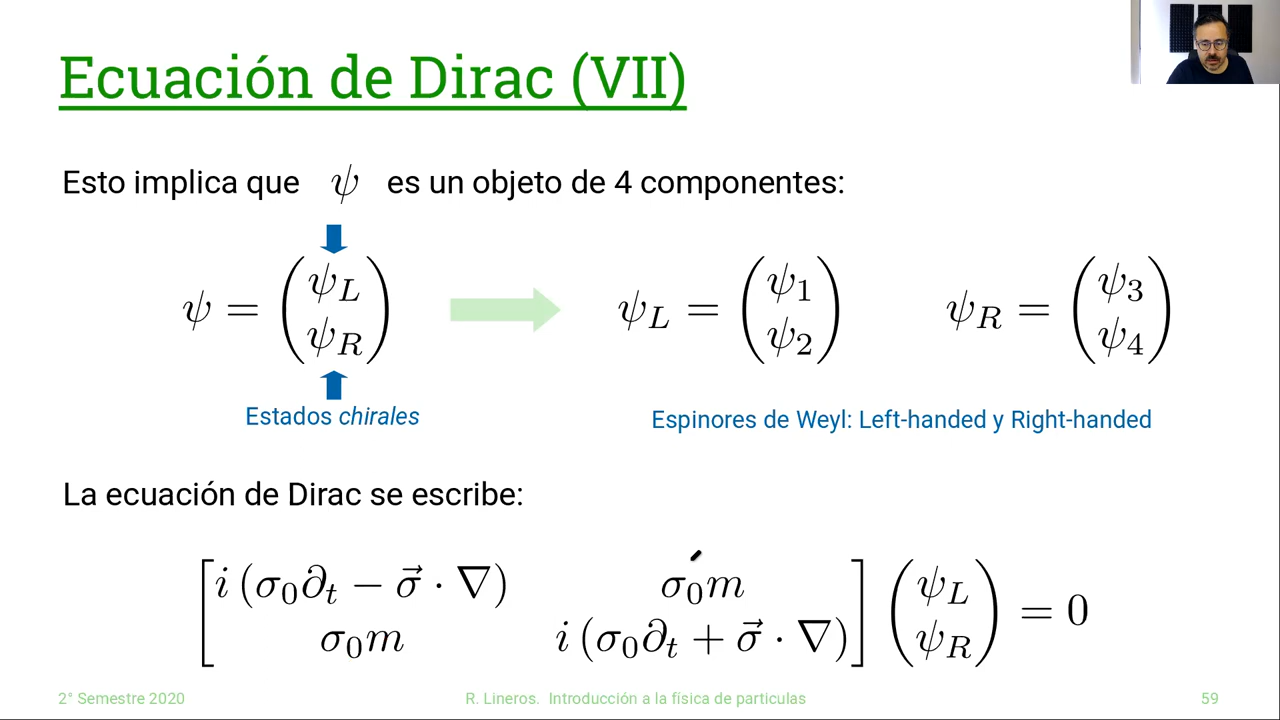 Ecuación de Dirac (VII)
Esto implica que ψ es un objeto de 4 componentes:
ψ = (ψ_L ψ_R) ψ_L = (ψ_1 ψ_2) ψ_R = (ψ_3 ψ_4)
Estados chirales
Espinores de Weyl: Left-handed y Right-handed
La ecuación de Dirac se escribe:
[i (σ_0 ∂_t − σ⃗ · ∇) σ_0 m
σ_0 m i (σ_0 ∂_t + σ⃗ · ∇)] (ψ_L ψ_R) = 0
2° Semestre 2020
R. Lineros. Introducción a la física de particulas
59